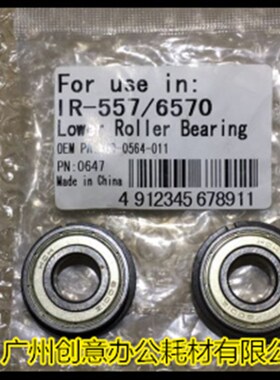 For use in:
IR-557/6570
Lower Roller Bearing
OEM
-0564-011
PN:0647
Made in China
4 912345 678911
广州创意办公耗材有限公